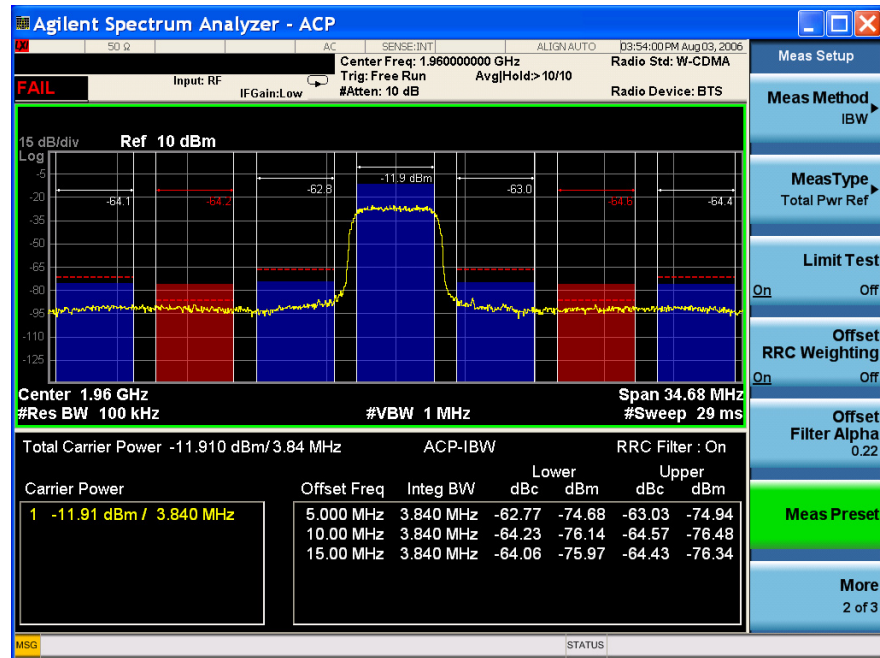 Agilent Spectrum Analyzer - ACP
LXI 50 Ω AC SENSE:INT ALIGN AUTO 03:54:00 PM Aug 03, 2006
Center Freq: 1.960000000 GHz Radio Std: W-CDMA
Trig: Free Run Avg|Hold:>10/10
Input: RF
FAIL IFGain:Low #Atten: 10 dB Radio Device: BTS
15 dB/div Ref 10 dBm
Log
-5
-20
-35
-50
-65
-80
-95
-110
-125
-64.1 -64.2 -62.8 -11.9 dBm -63.0 -64.6 -64.4
Center 1.96 GHz Span 34.68 MHz
#Res BW 100 kHz #VBW 1 MHz #Sweep 29 ms
Total Carrier Power -11.910 dBm/ 3.84 MHz ACP-IBW RRC Filter : On
Lower Upper
Carrier Power Offset Freq Integ BW dBc dBm dBc dBm
1 -11.91 dBm / 3.840 MHz
5.000 MHz 3.840 MHz -62.77 -74.68 -63.03 -74.94
10.00 MHz 3.840 MHz -64.23 -76.14 -64.57 -76.48
15.00 MHz 3.840 MHz -64.06 -75.97 -64.43 -76.34
MSG STATUS
Meas Setup
Meas Method
IBW
MeasType
Total Pwr Ref
Limit Test
On Off
Offset
RRC Weighting
On Off
Offset
Filter Alpha
0.22
Meas Preset
More
2 of 3